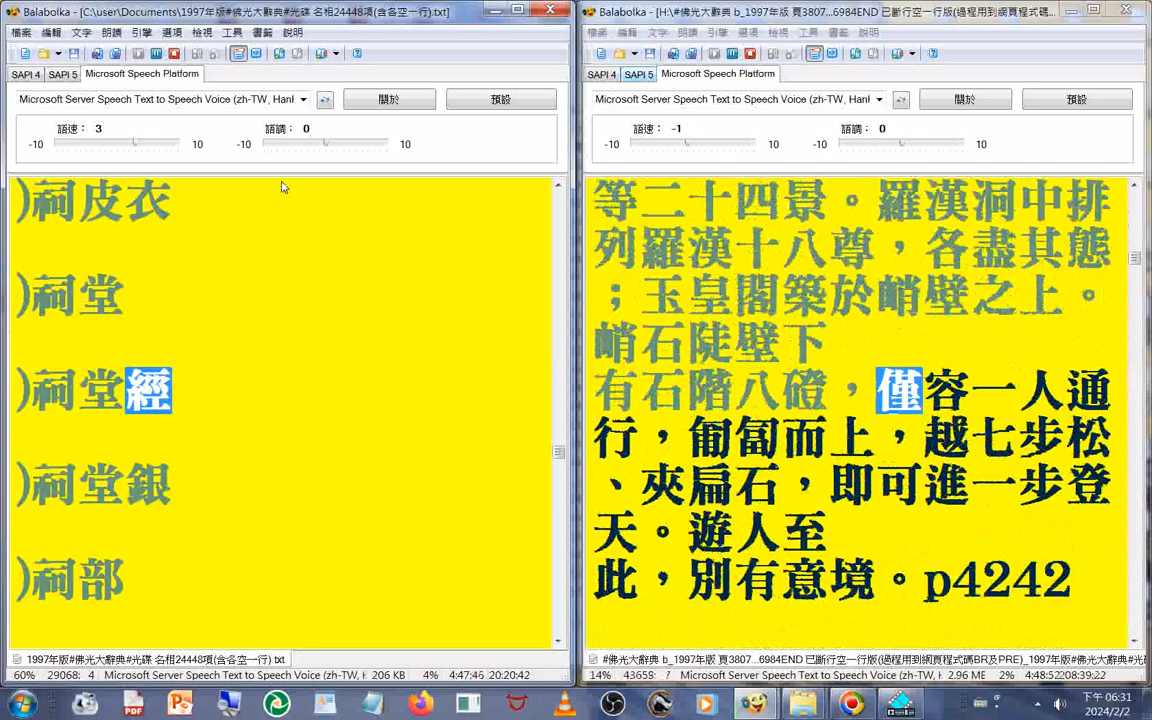 Balabolka - [C:\user\Documents\1997年版#佛光大辭典#光碟 名相24448項(含各空一行).txt]
檔案 編輯 文字 朗讀 引擎 選項 檢視 工具 書籤 說明
SAPI 4 SAPI 5 Microsoft Speech Platform
Microsoft Server Speech Text to Speech Voice (zh-TW, Hanl 關於 預設
語速： 3 語調： 0
-10 10 -10 10
)祠皮衣
)祠堂
)祠堂經
)祠堂銀
)祠部
1997年版#佛光大辭典#光碟 名相24448項(含各空一行).txt
60% 29068: 4 Microsoft Server Speech Text to Speech Voice (zh-TW, H 206 KB 4% 4:47:46 20:20:42
Balabolka - [H:\#佛光大辭典 b_1997年版 頁3807...6984END 已斷行空一行版(過程用到網頁程式碼
檔案 編輯 文字 朗讀 引擎 選項 檢視 工具 書籤 說明
SAPI 4 SAPI 5 Microsoft Speech Platform
Microsoft Server Speech Text to Speech Voice (zh-TW, Hanl 關於 預設
語速： -1 語調： 0
-10 10 -10 10
等二十四景。羅漢洞中排
列羅漢十八尊，各盡其態
；玉皇閣築於峭壁之上。
峭石陡壁下
有石階八磴，僅容一人通
行，匍匐而上，越七步松
、夾扁石，即可進一步登
天。遊人至
此，別有意境。p4242
#佛光大辭典 b_1997年版 頁3807...6984END 已斷行空一行版(過程用到網頁程式碼BR及PRE)_1997年版#光
14% 43659: ? Microsoft Server Speech Text to Speech Voice (zh-TW, H 2.96 MB 2%
下午 06:31
2024/2/2